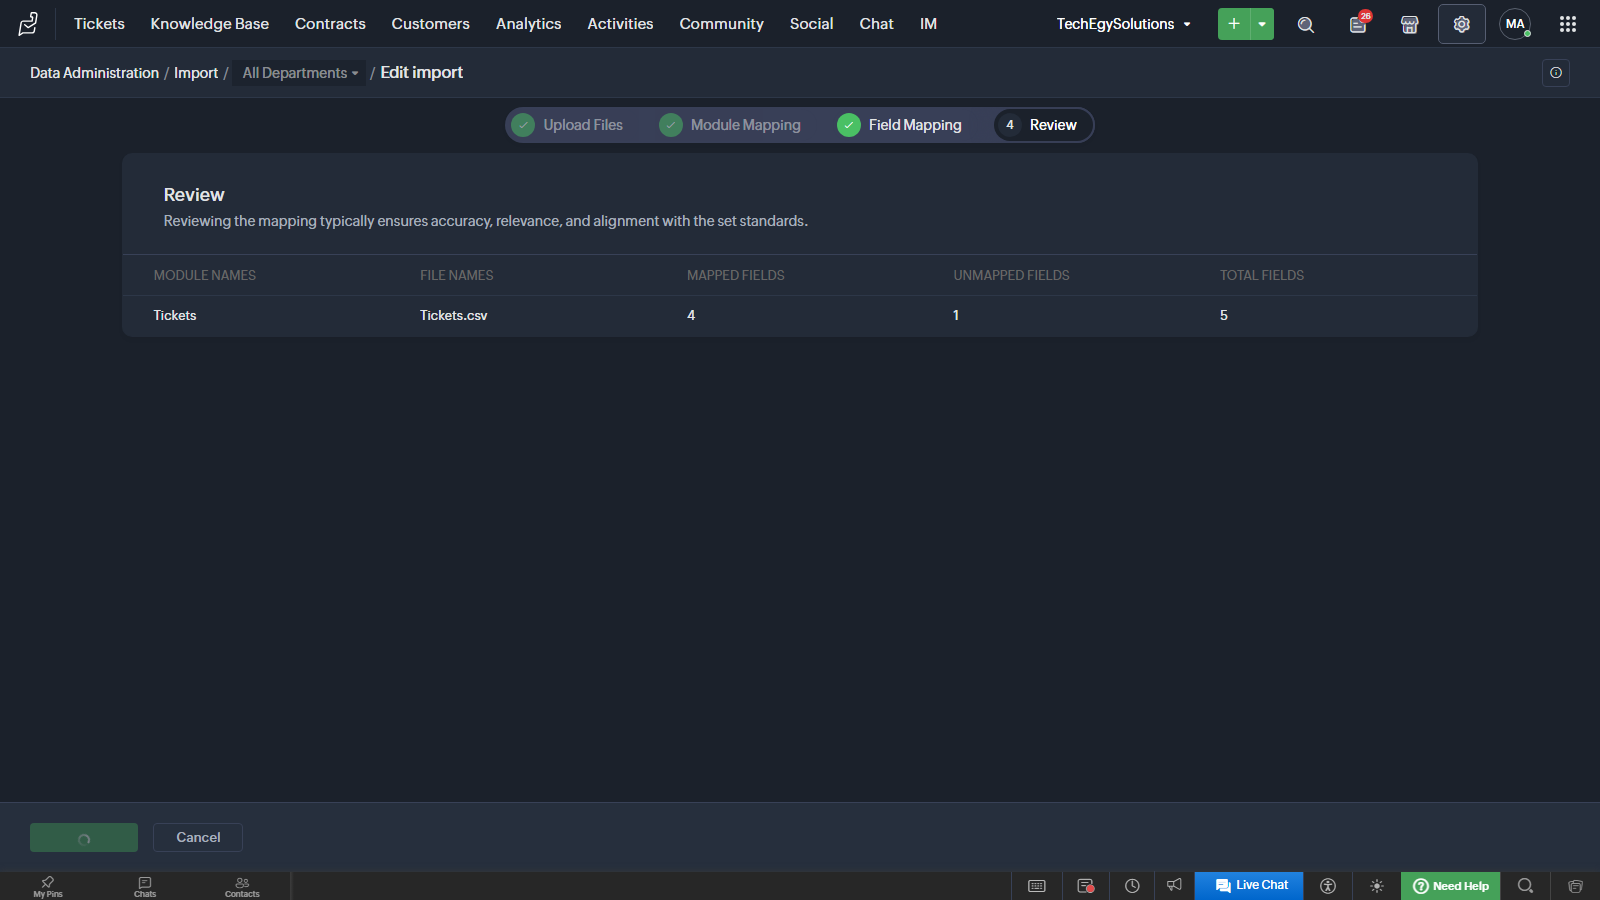 Tickets Knowledge Base Contracts Customers Analytics Activities Community Social Chat IM TechEgySolutions 26 MA
Data Administration / Import / All Departments / Edit import
Upload Files Module Mapping Field Mapping 4 Review
Review
Reviewing the mapping typically ensures accuracy, relevance, and alignment with the set standards.
MODULE NAMES FILE NAMES MAPPED FIELDS UNMAPPED FIELDS TOTAL FIELDS
Tickets Tickets.csv 4 1 5
Cancel
My Pins Chats Contacts Live Chat Need Help